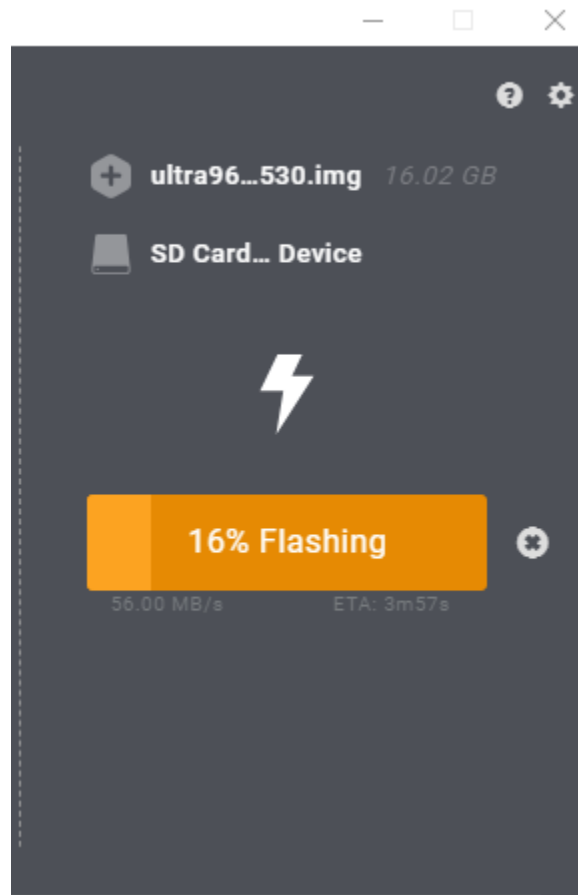 ultra96...530.img 16.02 GB
SD Card... Device
16% Flashing
56.00 MB/s ETA: 3m57s